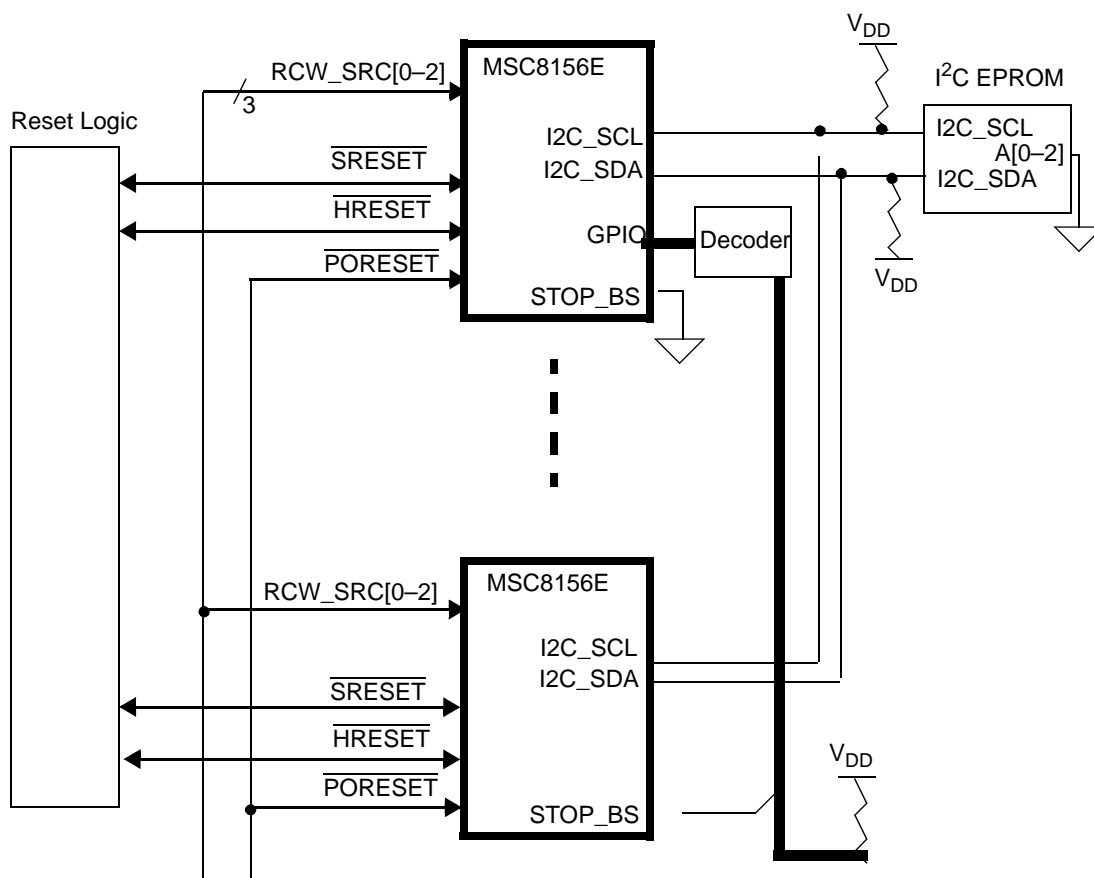 V_DD
MSC8156E
RCW_SRC[0–2]
3
I²C EPROM
Reset Logic
I2C_SCL
I2C_SCL
A[0–2]
SRESET
I2C_SDA
I2C_SDA
HRESET
GPIO
Decoder
PORESET
V_DD
STOP_BS
MSC8156E
RCW_SRC[0–2]
I2C_SCL
I2C_SDA
SRESET
HRESET
V_DD
PORESET
STOP_BS